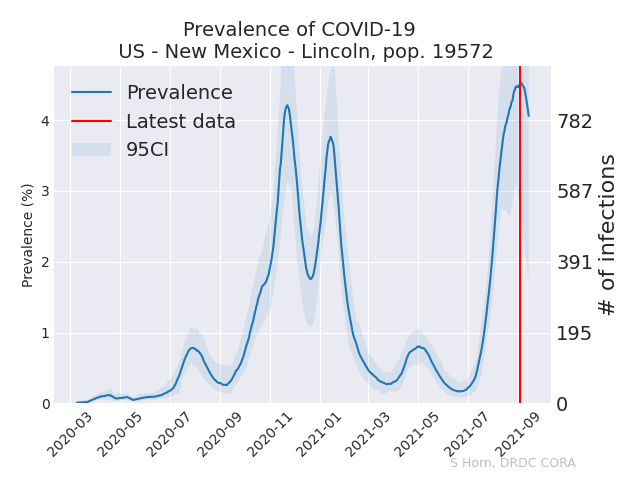 Prevalence of COVID-19
US - New Mexico - Lincoln, pop. 19572
Prevalence
Latest data
95CI
Prevalence (%)
4
3
2
1
0
782
587
391
195
0
# of infections
2020-03
2020-05
2020-07
2020-09
2020-11
2021-01
2021-03
2021-05
2021-07
2021-09
S Horn, DRDC CORA